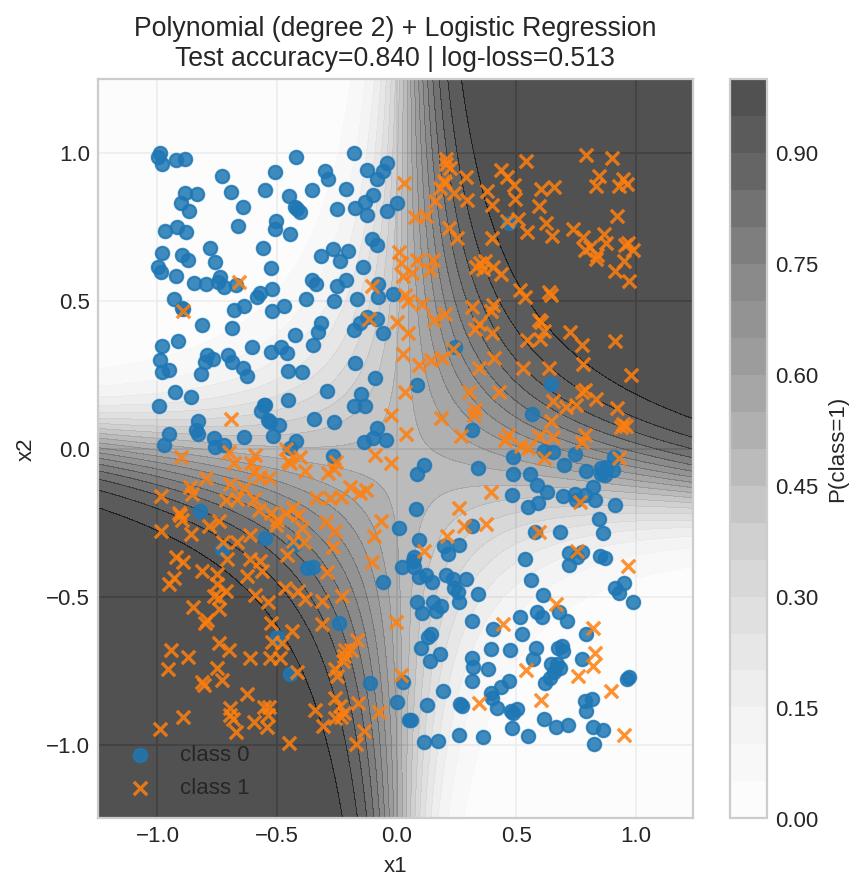 Polynomial (degree 2) + Logistic Regression
Test accuracy=0.840 | log-loss=0.513
1.0
0.5
0.0
−0.5
−1.0
x2
class 0
class 1
−1.0
−0.5
0.0
0.5
1.0
x1
0.90
0.75
0.60
0.45
0.30
0.15
0.00
P(class=1)